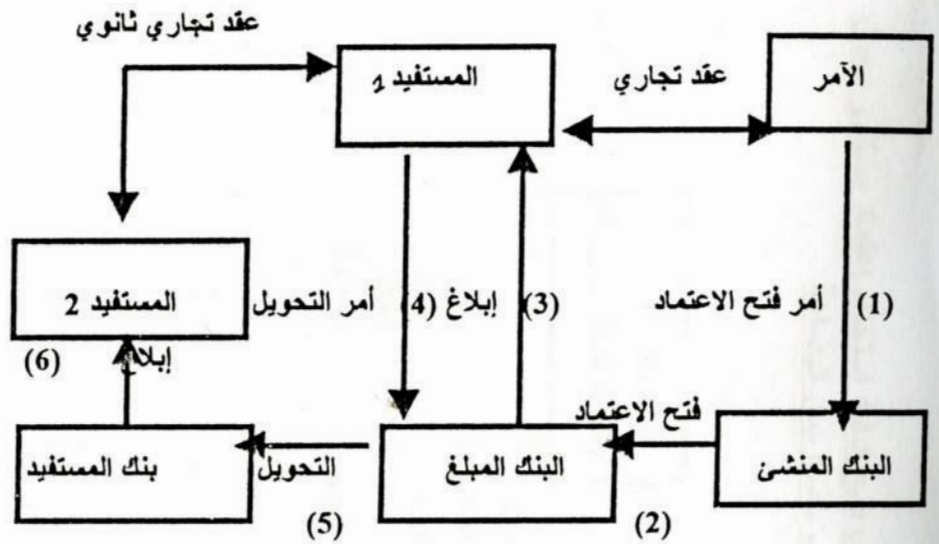 عقد تجاري ثانوي
الآمر
عقد تجاري
المستفيد 2
المستفيد 2
(1) أمر فتح الاعتماد
(3) إبلاغ (4) أمر التحويل
(6) إبلاغ
فتح الاعتماد
البنك المنشئ
البنك المبلغ
التحويل
بنك المستفيد
(2)
(5)